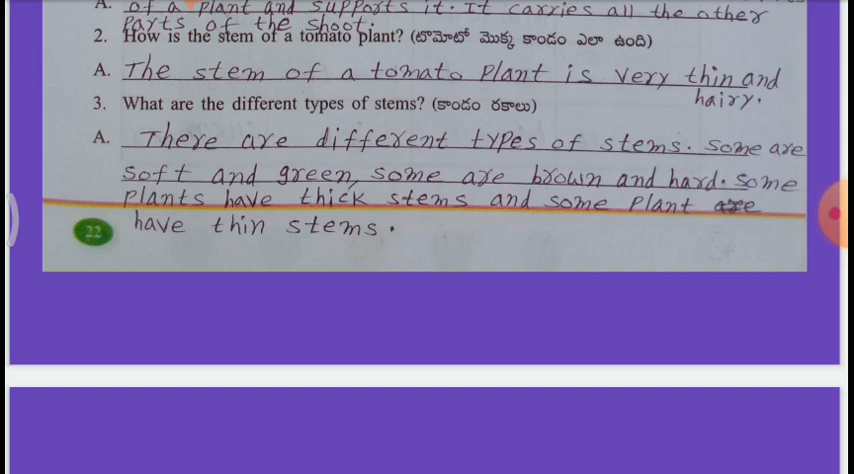 A. of a plant and supports it. It carries all the other
parts of the shoot.
2. How is the stem of a tomato plant? (టొమోటో మొక్క కాండం ఎలా ఉంది)
A. The stem of a tomato plant is very thin and
hairy.
3. What are the different types of stems? (కాండం రకాలు)
A. There are different types of stems. some are
soft and green, some are brown and hard. some
plants have thick stems and some plant are
have thin stems.
22